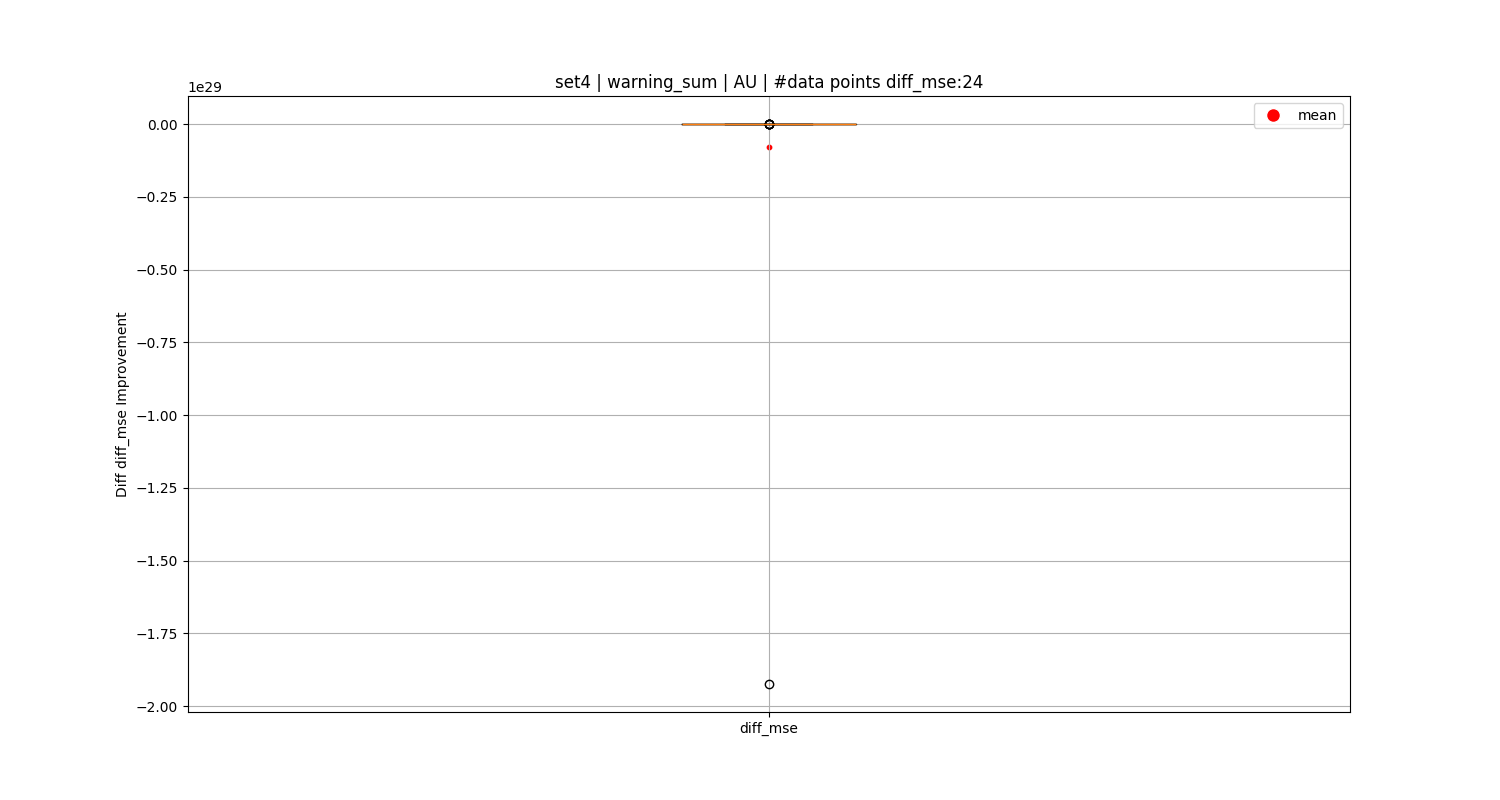 set4 | warning_sum | AU | #data points diff_mse:24
1e29
mean
0.00
−0.25
−0.50
−0.75
−1.00
−1.25
−1.50
−1.75
−2.00
Diff diff_mse Improvement
diff_mse